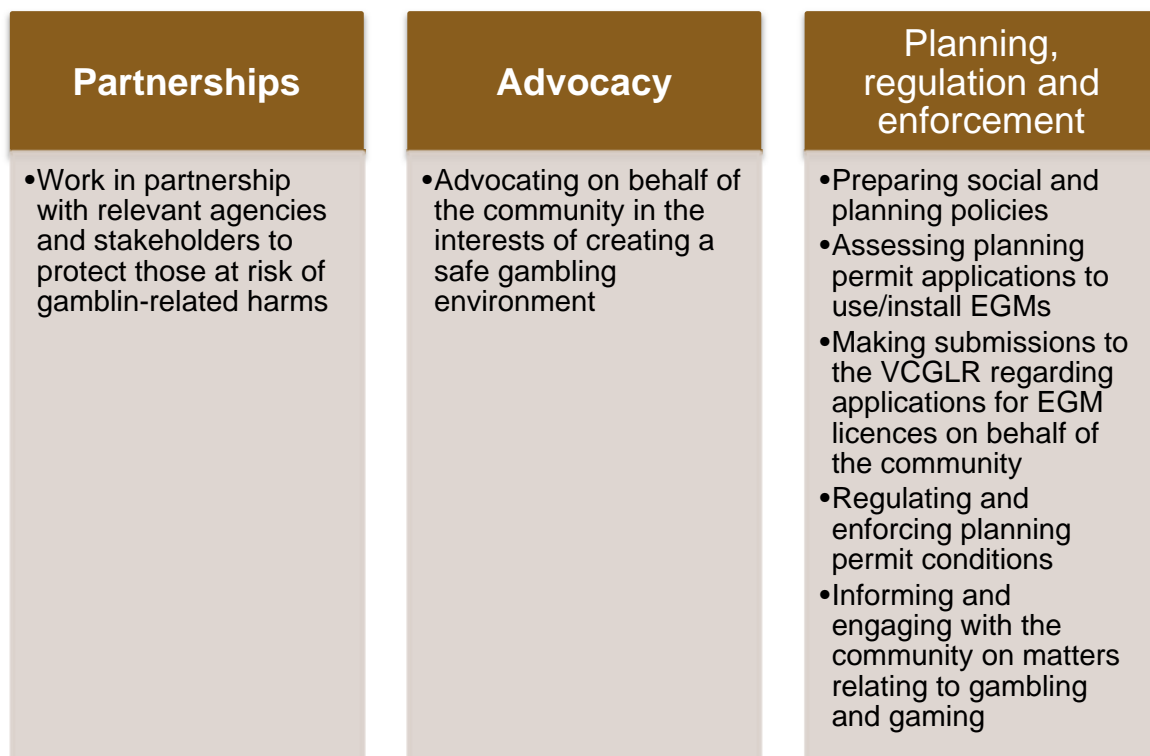 Partnerships
•Work in partnership
with relevant agencies
and stakeholders to
protect those at risk of
gamblin-related harms
Advocacy
•Advocating on behalf of
the community in the
interests of creating a
safe gambling
environment
Planning,
regulation and
enforcement
•Preparing social and
planning policies
•Assessing planning
permit applications to
use/install EGMs
•Making submissions to
the VCGLR regarding
applications for EGM
licences on behalf of
the community
•Regulating and
enforcing planning
permit conditions
•Informing and
engaging with the
community on matters
relating to gambling
and gaming